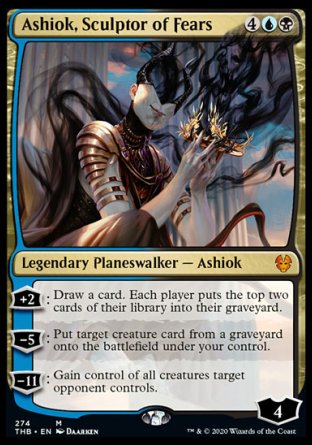 Ashiok, Sculptor of Fears 4
Legendary Planeswalker — Ashiok
+2: Draw a card. Each player puts the top two
cards of their library into their graveyard.
−5: Put target creature card from a graveyard
onto the battlefield under your control.
−11: Gain control of all creatures target
opponent controls.
4
274 M
THB • EN DAARKEN
™ & © 2020 Wizards of the Coast